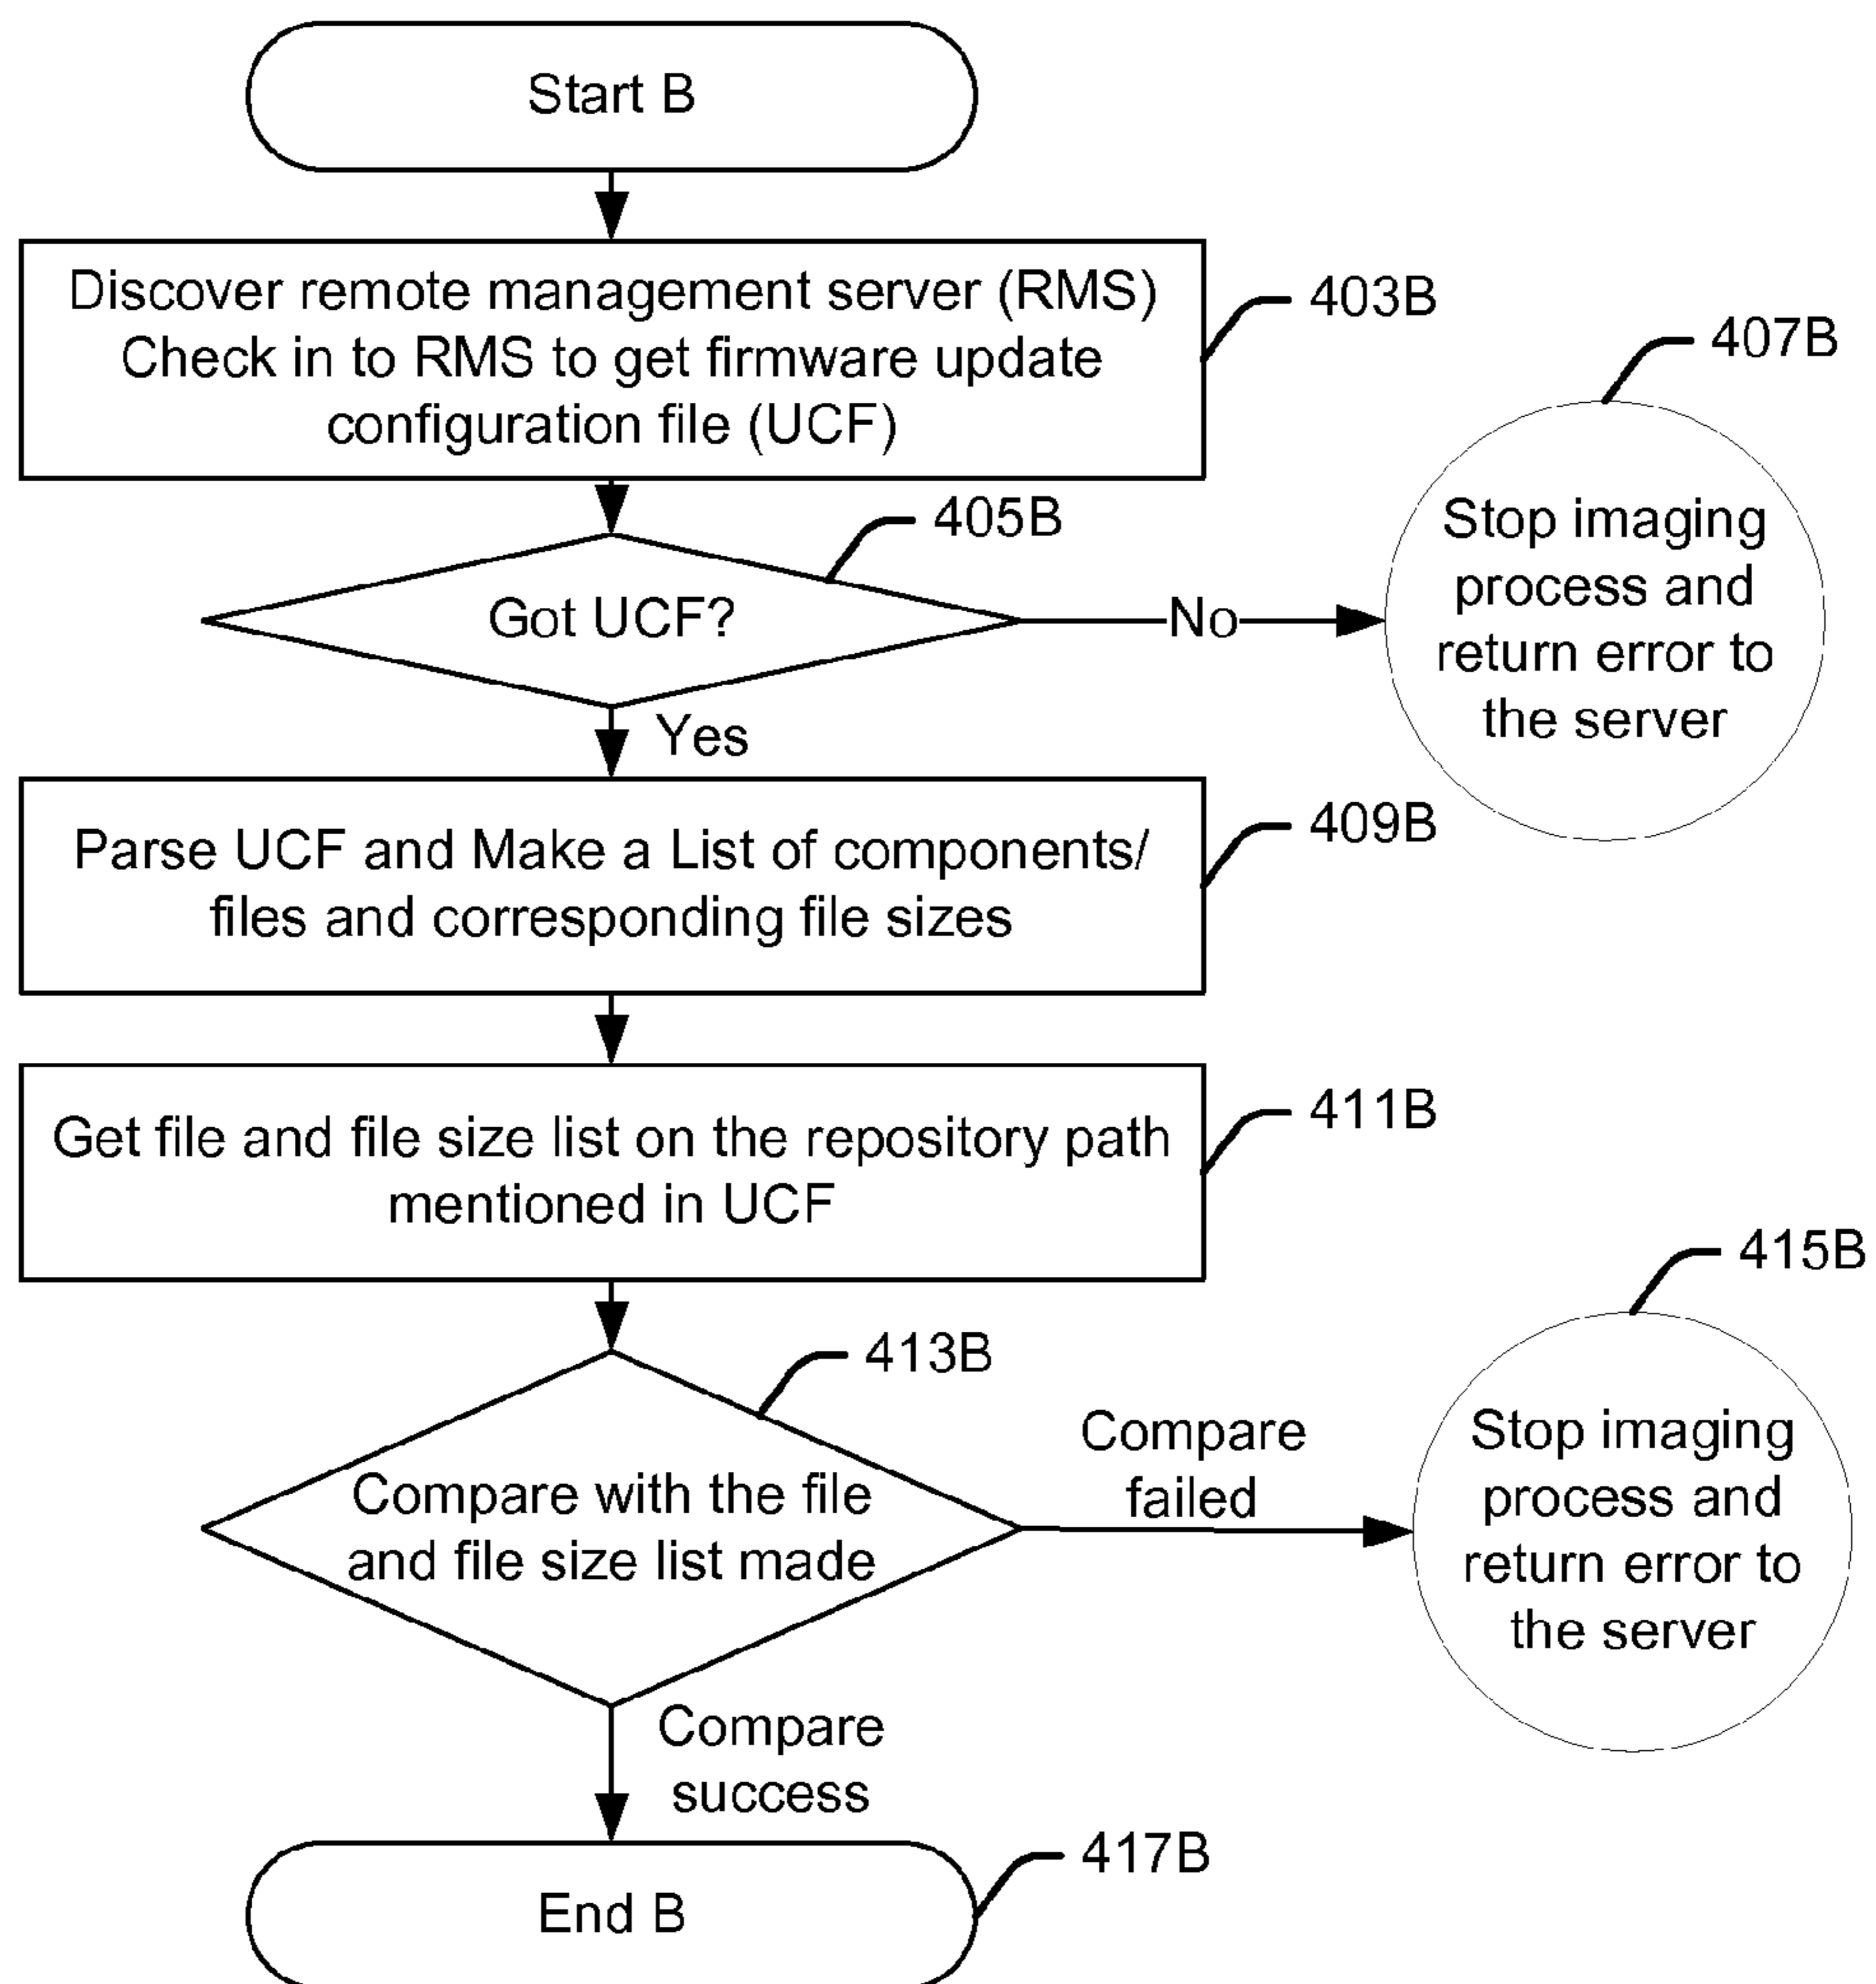 Start B
Discover remote management server (RMS)
Check in to RMS to get firmware update
configuration file (UCF)
403B
407B
405B
Got UCF?
No
Stop imaging
process and
return error to
the server
Yes
Parse UCF and Make a List of components/
files and corresponding file sizes
409B
Get file and file size list on the repository path
mentioned in UCF
411B
415B
413B
Compare with the file
and file size list made
Compare
failed
Stop imaging
process and
return error to
the server
Compare
success
End B
417B